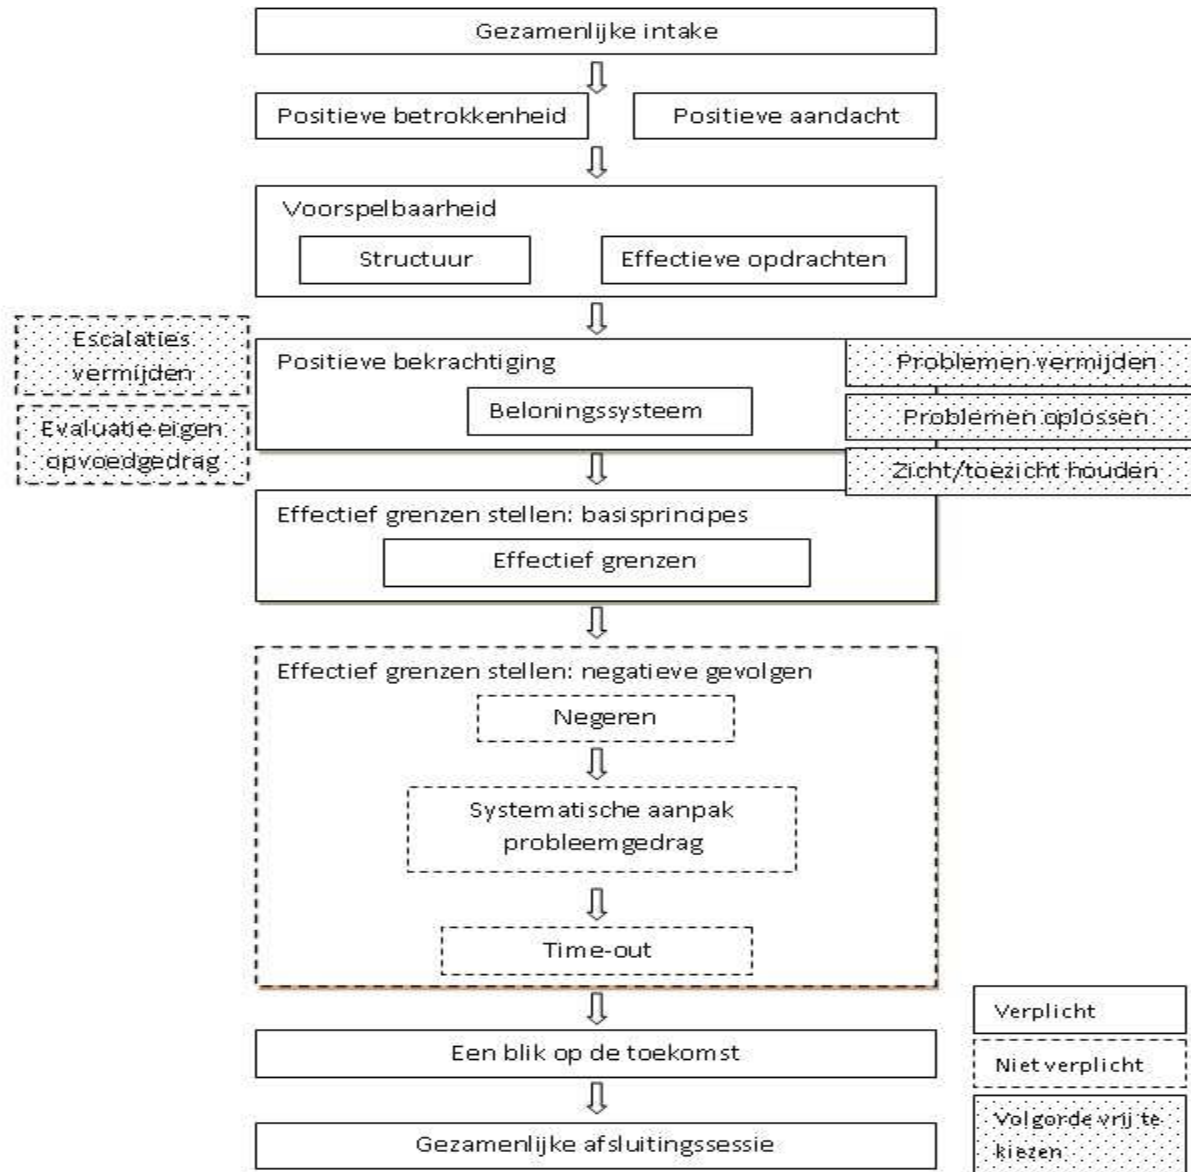 Gezamenlijke intake
Positieve betrokkenheid
Positieve aandacht
Voorspelbaarheid
Structuur
Effectieve opdrachten
Escalaties
vermijden
Evaluatie eigen
opvoedgedrag
Positieve bekrachtiging
Beloningssysteem
Problemen vermijden
Problemen oplossen
Zicht/toezicht houden
Effectief grenzen stellen: basisprincipes
Effectief grenzen
Effectief grenzen stellen: negatieve gevolgen
Negeren
Systematische aanpak
probleemgedrag
Time-out
Een blik op de toekomst
Gezamenlijke afsluitingssessie
Verplicht
Niet verplicht
Volgorde vrij te
kiezen